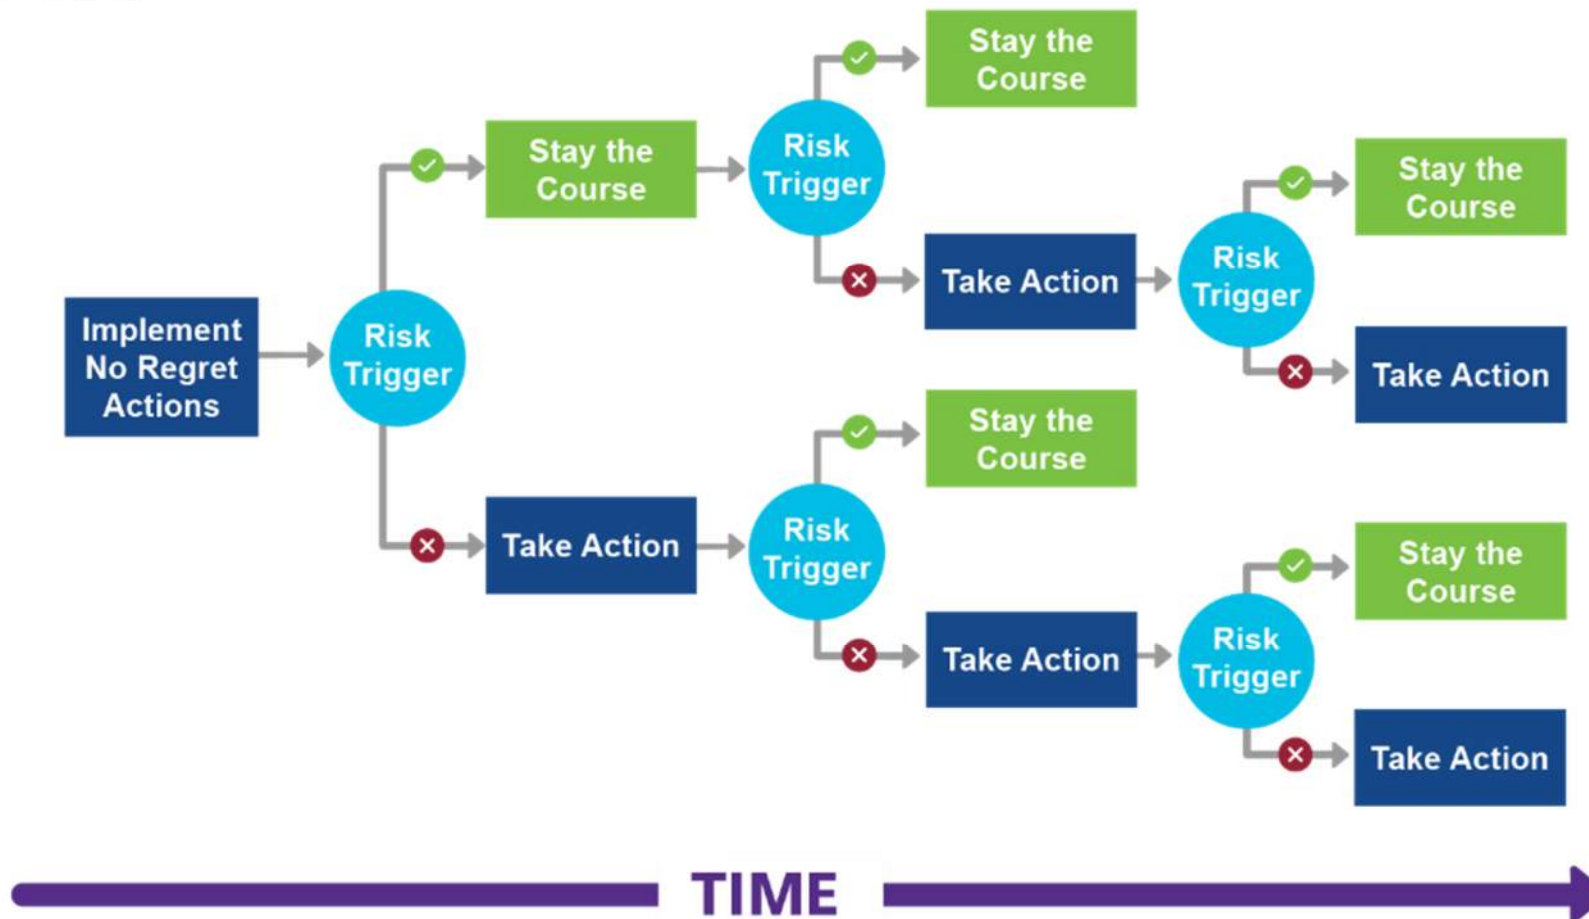 Stay the
Course
Risk
Trigger
Stay the
Course
Stay the
Course
Take Action
Risk
Trigger
Implement
No Regret
Actions
Risk
Trigger
Take Action
Stay the
Course
Take Action
Risk
Trigger
Stay the
Course
Take Action
Risk
Trigger
Take Action
TIME